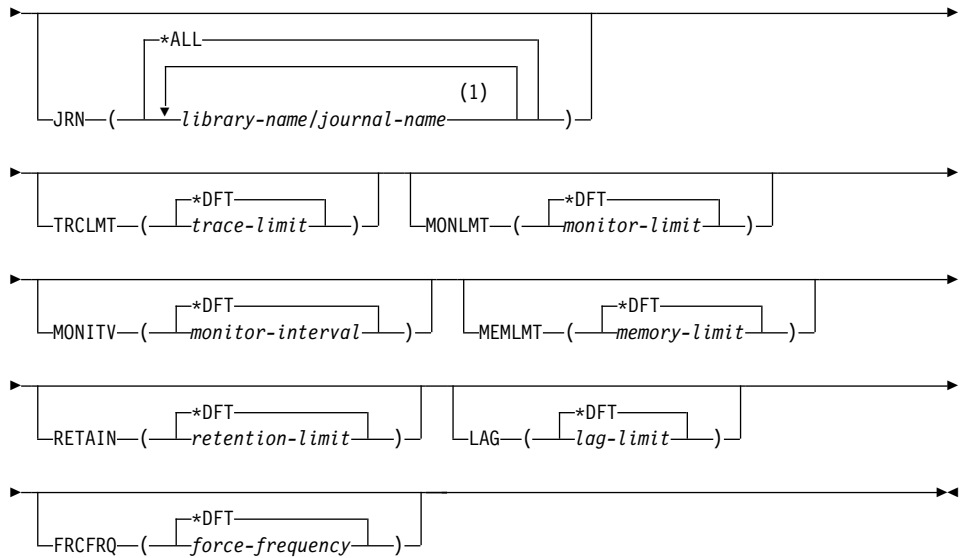 *ALL
(1)
JRN ( library-name/journal-name )
*DFT *DFT
TRCLMT ( trace-limit ) MONLMT ( monitor-limit )
*DFT *DFT
MONITV ( monitor-interval ) MEMLMT ( memory-limit )
*DFT *DFT
RETAIN ( retention-limit ) LAG ( lag-limit )
*DFT
FRCFRQ ( force-frequency )